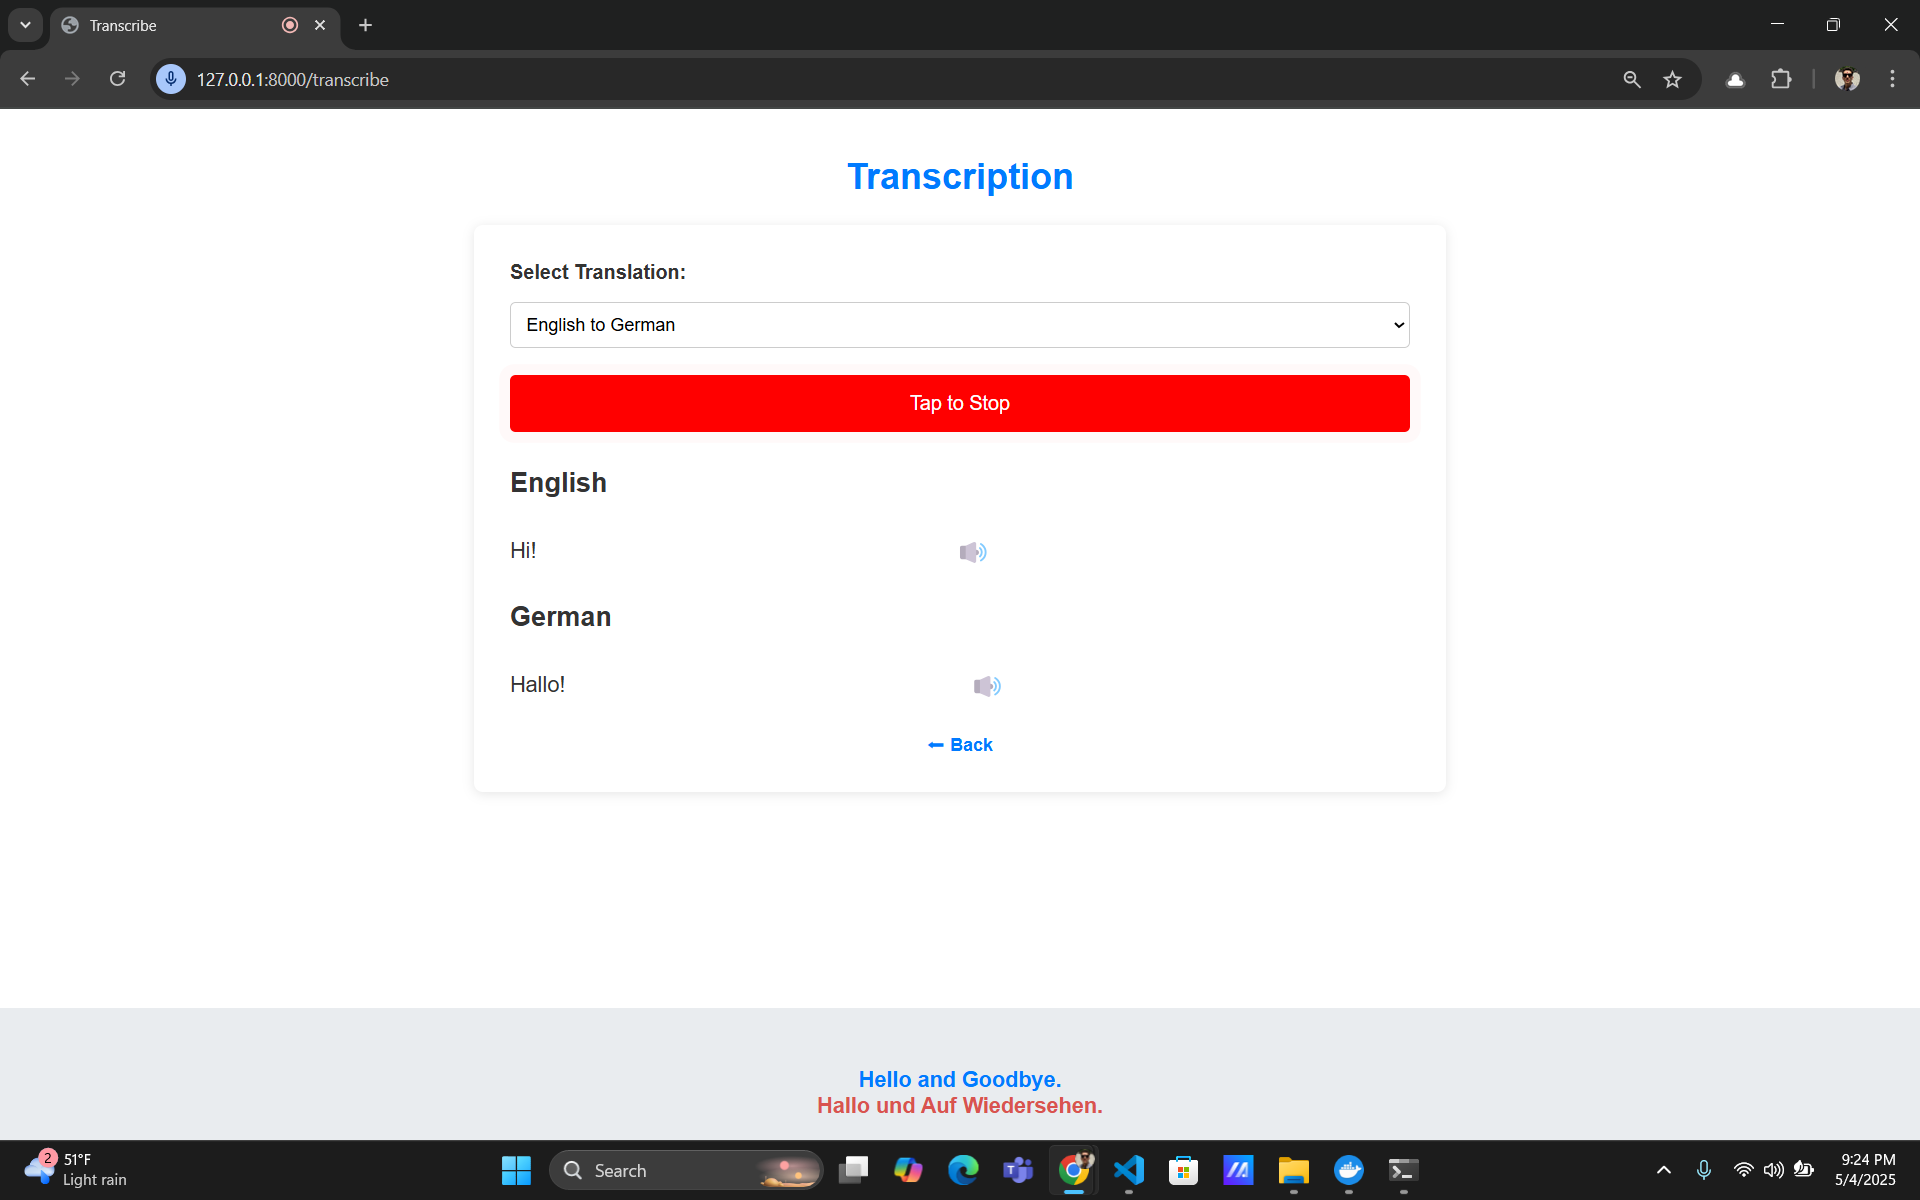 Transcribe
127.0.0.1:8000/transcribe
Transcription
Select Translation:
English to German
Tap to Stop
English
Hi!
German
Hallo!
Back
Hello and Goodbye.
Hallo und Auf Wiedersehen.
2
51°F
Light rain
Search
9:24 PM
5/4/2025